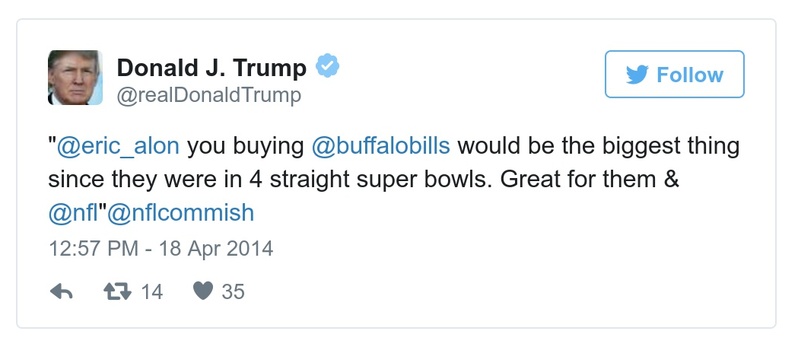 Donald J. Trump
@realDonaldTrump
Follow
"@eric_alon you buying @buffalobills would be the biggest thing
since they were in 4 straight super bowls. Great for them &
@nfl"@nflcommish
12:57 PM - 18 Apr 2014
14 35